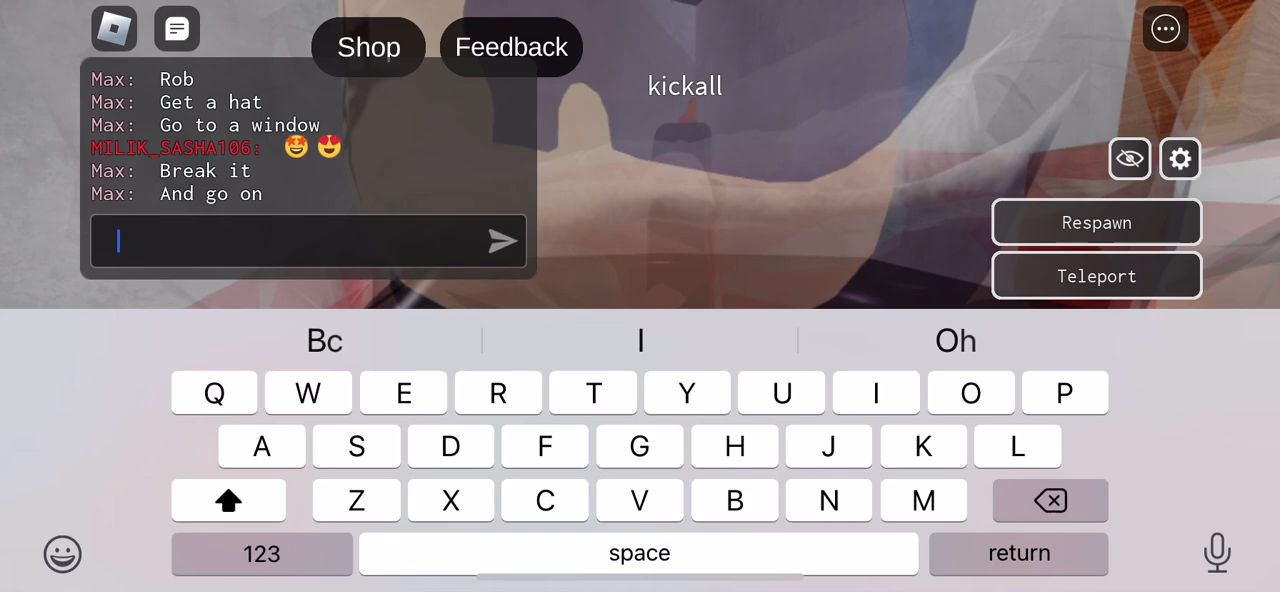 Shop
Feedback
kickall
Max: Rob
Max: Get a hat
Max: Go to a window
MILIK_SASHA106: 🤩 😍
Max: Break it
Max: And go on
Respawn
Teleport
Bc I Oh
Q W E R T Y U I O P
A S D F G H J K L
Z X C V B N M
123 space return